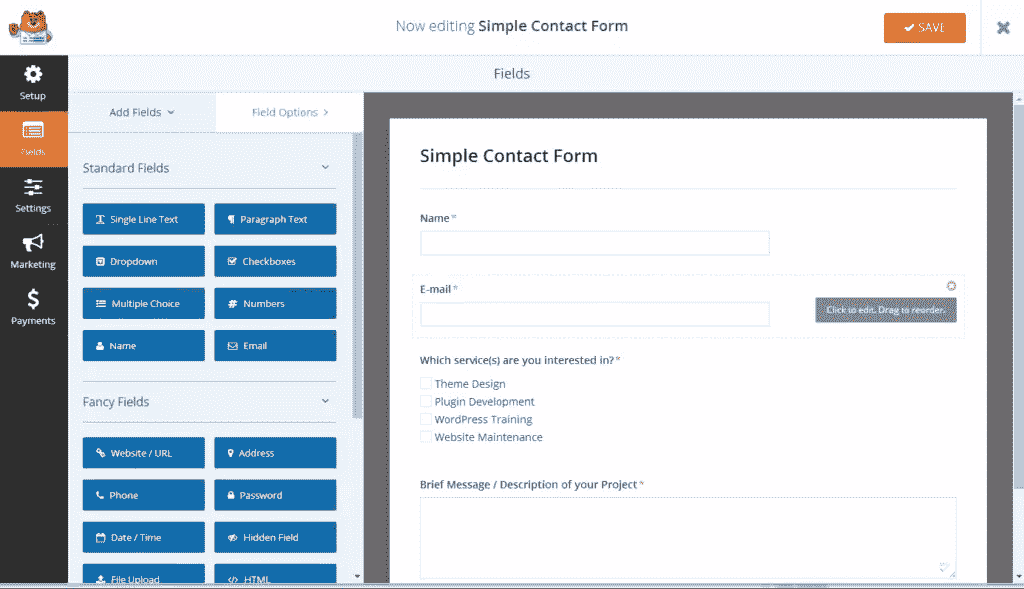 Now editing Simple Contact Form
SAVE
Setup
Fields
Settings
Marketing
Payments
Fields
Add Fields
Field Options
Standard Fields
Single Line Text
Paragraph Text
Dropdown
Checkboxes
Multiple Choice
Numbers
Name
Email
Fancy Fields
Website / URL
Address
Phone
Password
Date / Time
Hidden Field
File Upload
HTML
Simple Contact Form
Name *
E-mail *
Click to edit. Drag to reorder.
Which service(s) are you interested in? *
Theme Design
Plugin Development
WordPress Training
Website Maintenance
Brief Message / Description of your Project *